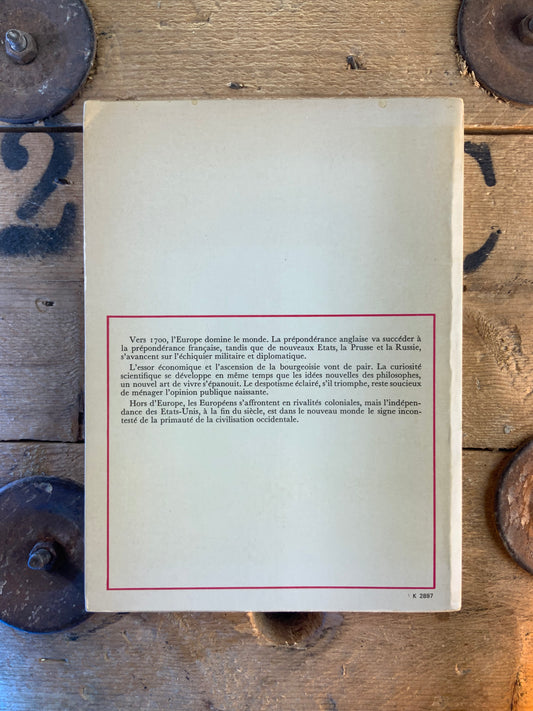 2
Vers 1700, l'Europe domine le monde. La prépondérance anglaise va succéder à
la prépondérance française, tandis que de nouveaux Etats, la Prusse et la Russie,
s'avancent sur l'échiquier militaire et diplomatique.
L'essor économique et l'ascension de la bourgeoisie vont de pair. La curiosité
scientifique se développe en même temps que les idées nouvelles des philosophes,
un nouvel art de vivre s'épanouit. Le despotisme éclairé, s'il triomphe, reste soucieux
de ménager l'opinion publique naissante.
Hors d'Europe, les Européens s'affrontent en rivalités coloniales, mais l'indépen-
dance des Etats-Unis, à la fin du siècle, est dans le nouveau monde le signe incon-
testé de la primauté de la civilisation occidentale.
K 2897